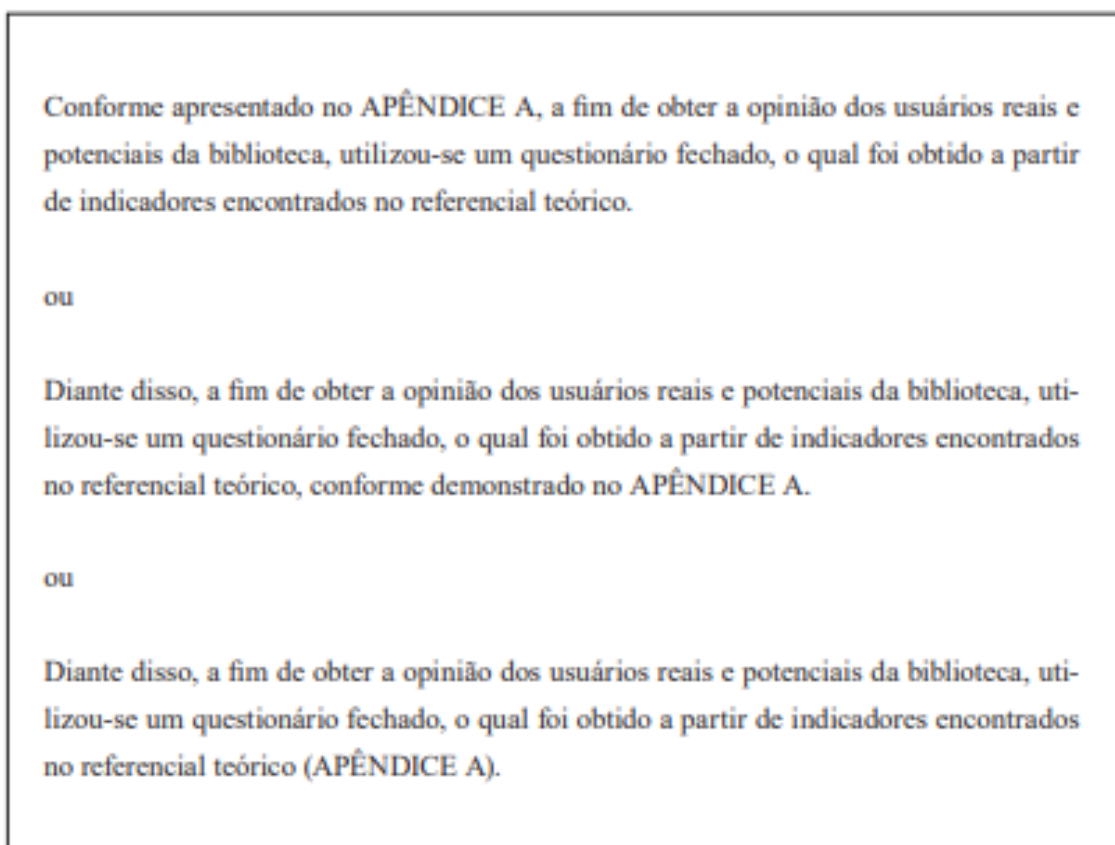 Conforme apresentado no APÊNDICE A, a fim de obter a opinião dos usuários reais e
potenciais da biblioteca, utilizou-se um questionário fechado, o qual foi obtido a partir
de indicadores encontrados no referencial teórico.
ou
Diante disso, a fim de obter a opinião dos usuários reais e potenciais da biblioteca, uti-
lizou-se um questionário fechado, o qual foi obtido a partir de indicadores encontrados
no referencial teórico, conforme demonstrado no APÊNDICE A.
ou
Diante disso, a fim de obter a opinião dos usuários reais e potenciais da biblioteca, uti-
lizou-se um questionário fechado, o qual foi obtido a partir de indicadores encontrados
no referencial teórico (APÊNDICE A).